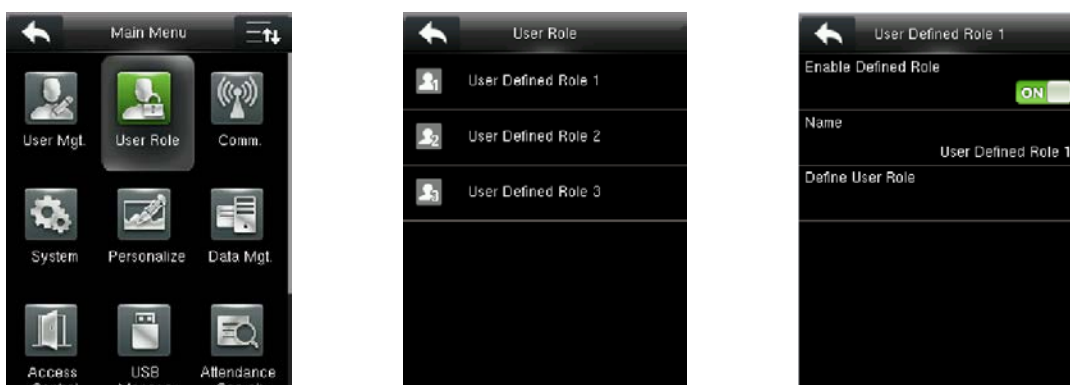 Main Menu
User Mgt.
User Role
Comm.
System
Personalize
Data Mgt.
Access
USB
Attendance
User Role
User Defined Role 1
User Defined Role 2
User Defined Role 3
User Defined Role 1
Enable Defined Role
ON
Name
User Defined Role 1
Define User Role